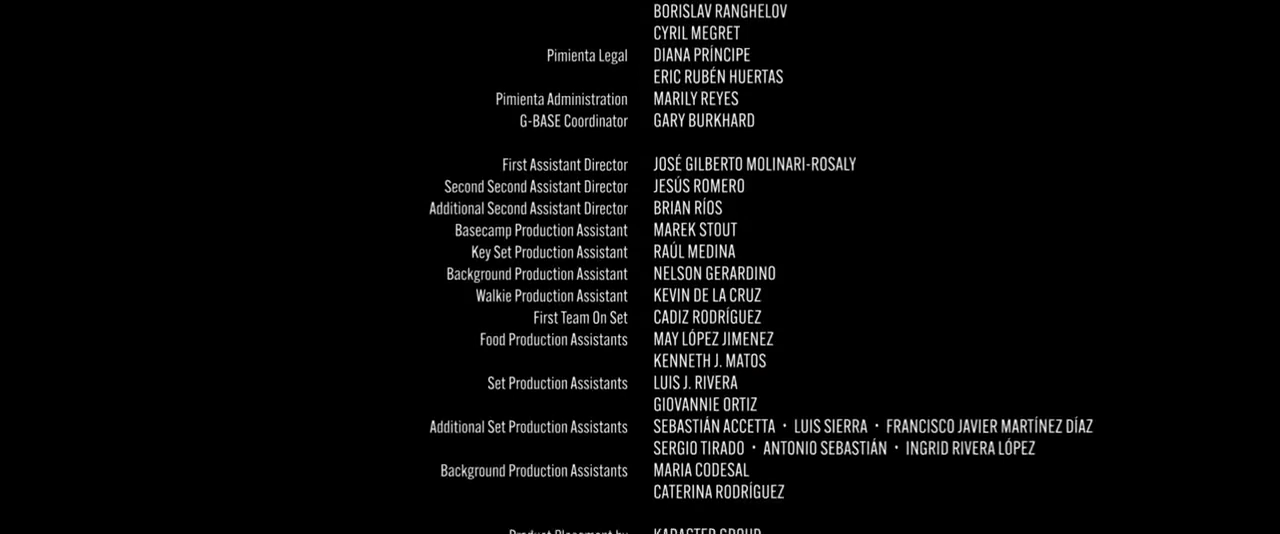 BORISLAV RANGHELOV
CYRIL MEGRET
Pimienta Legal DIANA PRÍNCIPE
ERIC RUBÉN HUERTAS
Pimienta Administration MARILY REYES
G-BASE Coordinator GARY BURKHARD
First Assistant Director JOSÉ GILBERTO MOLINARI-ROSALY
Second Second Assistant Director JESÚS ROMERO
Additional Second Assistant Director BRIAN RÍOS
Basecamp Production Assistant MAREK STOUT
Key Set Production Assistant RAÚL MEDINA
Background Production Assistant NELSON GERARDINO
Walkie Production Assistant KEVIN DE LA CRUZ
First Team On Set CADIZ RODRÍGUEZ
Food Production Assistants MAY LÓPEZ JIMENEZ
KENNETH J. MATOS
Set Production Assistants LUIS J. RIVERA
GIOVANNIE ORTIZ
Additional Set Production Assistants SEBASTIÁN ACCETTA · LUIS SIERRA · FRANCISCO JAVIER MARTÍNEZ DÍAZ
SERGIO TIRADO · ANTONIO SEBASTIÁN · INGRID RIVERA LÓPEZ
Background Production Assistants MARIA CODESAL
CATERINA RODRÍGUEZ
Product Placement by